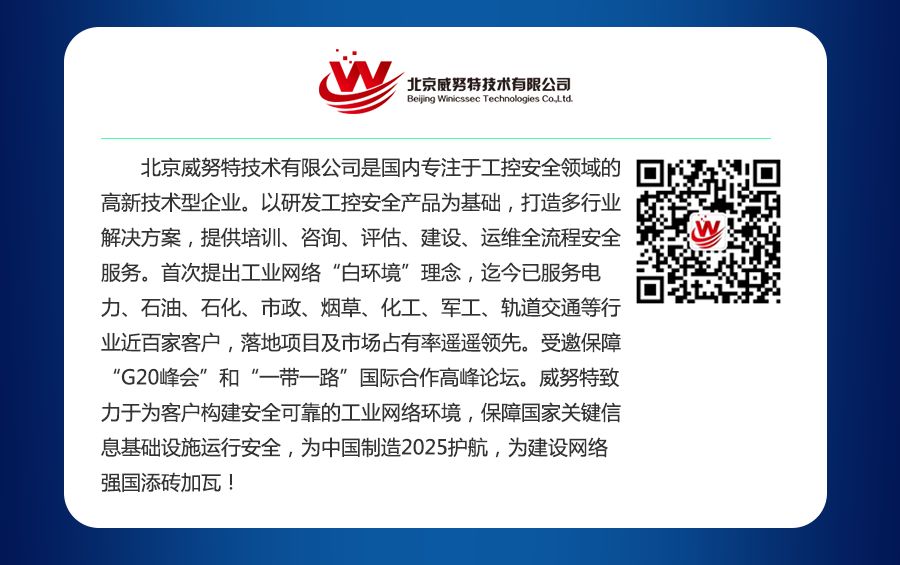 北京威努特技术有限公司
Beijing Winicssec Technologies Co.,Ltd.
北京威努特技术有限公司是国内专注于工控安全领域的
高新技术型企业。以研发工控安全产品为基础，打造多行业
解决方案，提供培训、咨询、评估、建设、运维全流程安全
服务。首次提出工业网络“白环境”理念，迄今已服务电
力、石油、石化、市政、烟草、化工、军工、轨道交通等行
业近百家客户，落地项目及市场占有率遥遥领先。受邀保障
“G20峰会”和“一带一路”国际合作高峰论坛。威努特致
力于为客户构建安全可靠的工业网络环境，保障国家关键信
息基础设施运行安全，为中国制造2025护航，为建设网络
强国添砖加瓦！